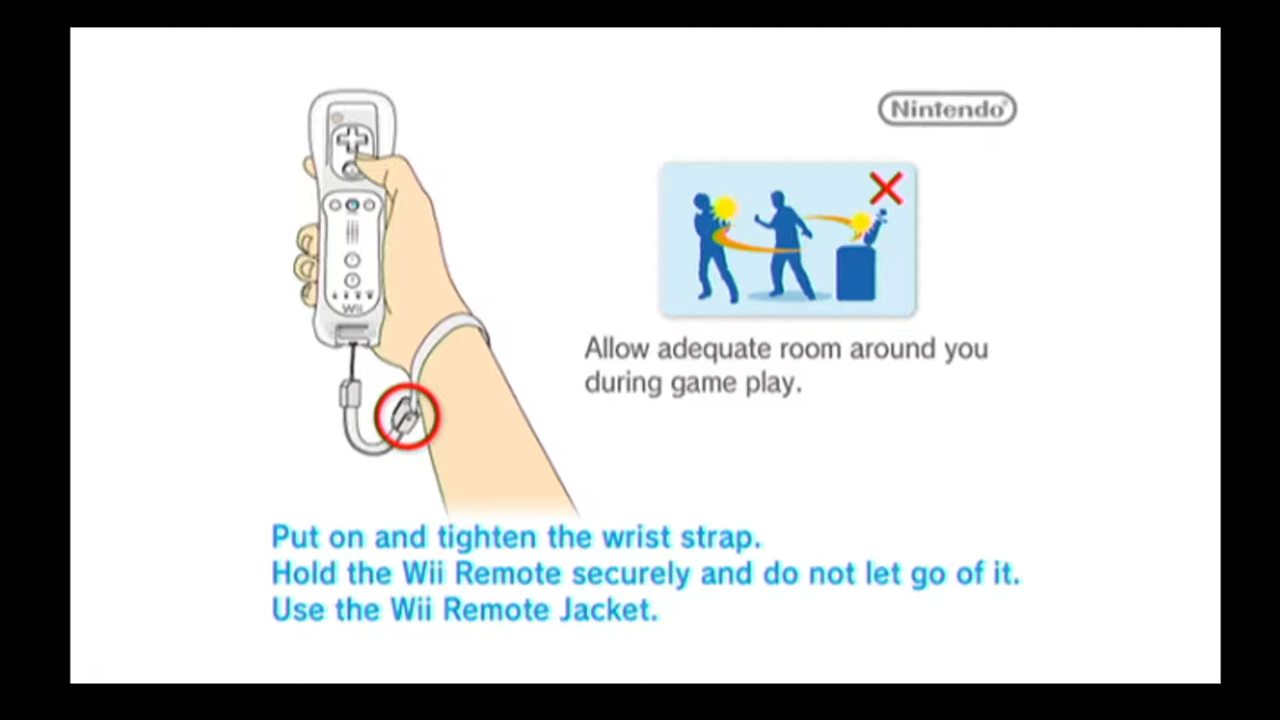 Nintendo
Wii
Allow adequate room around you
during game play.
Put on and tighten the wrist strap.
Hold the Wii Remote securely and do not let go of it.
Use the Wii Remote Jacket.